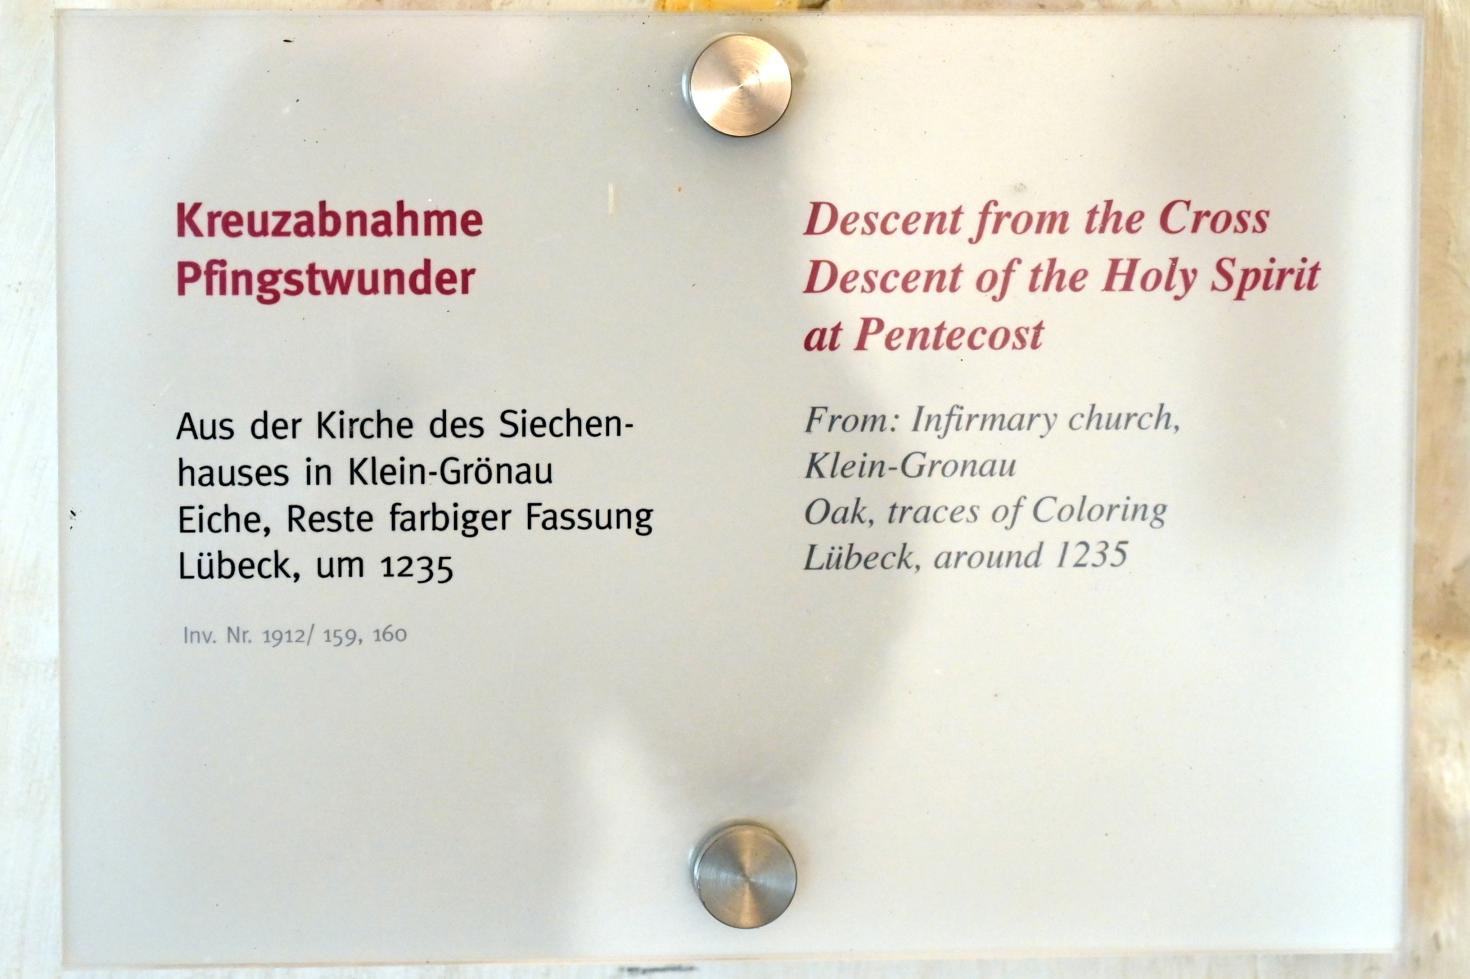 Kreuzabnahme
Pfingstwunder
Aus der Kirche des Siechen-
hauses in Klein-Grönau
Eiche, Reste farbiger Fassung
Lübeck, um 1235
Inv. Nr. 1912/ 159, 160
Descent from the Cross
Descent of the Holy Spirit
at Pentecost
From: Infirmary church,
Klein-Gronau
Oak, traces of Coloring
Lübeck, around 1235